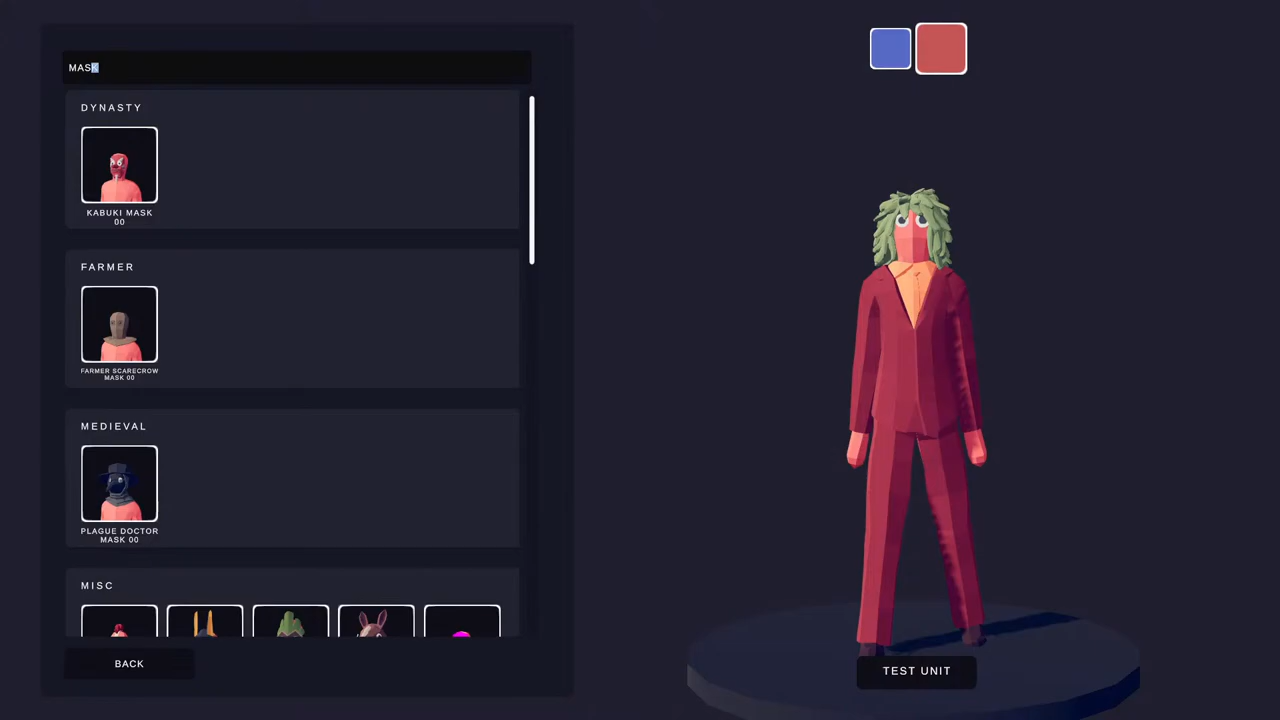 MASK
DYNASTY
KABUKI MASK
00
FARMER
FARMER SCARECROW
MASK 00
MEDIEVAL
PLAGUE DOCTOR
MASK 00
MISC
BACK
TEST UNIT